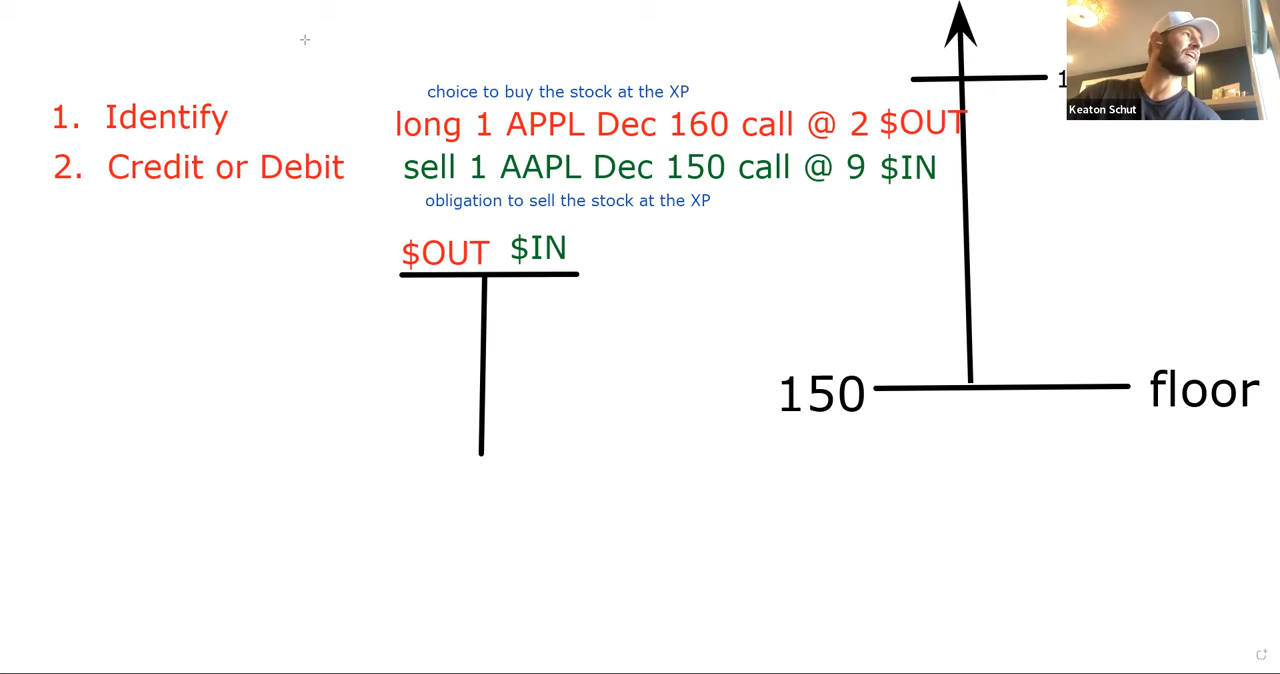 1. Identify
2. Credit or Debit
choice to buy the stock at the XP
long 1 APPL Dec 160 call @ 2 $OUT
sell 1 AAPL Dec 150 call @ 9 $IN
obligation to sell the stock at the XP
$OUT $IN
Keaton Schut
150
floor